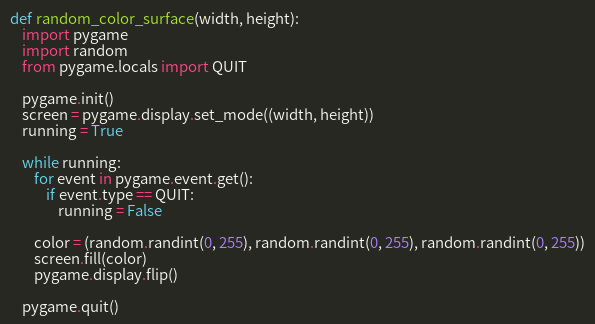 def random_color_surface(width, height):
    import pygame
    import random
    from pygame.locals import QUIT

    pygame.init()
    screen = pygame.display.set_mode((width, height))
    running = True

    while running:
        for event in pygame.event.get():
            if event.type == QUIT:
                running = False

        color = (random.randint(0, 255), random.randint(0, 255), random.randint(0, 255))
        screen.fill(color)
        pygame.display.flip()

    pygame.quit()